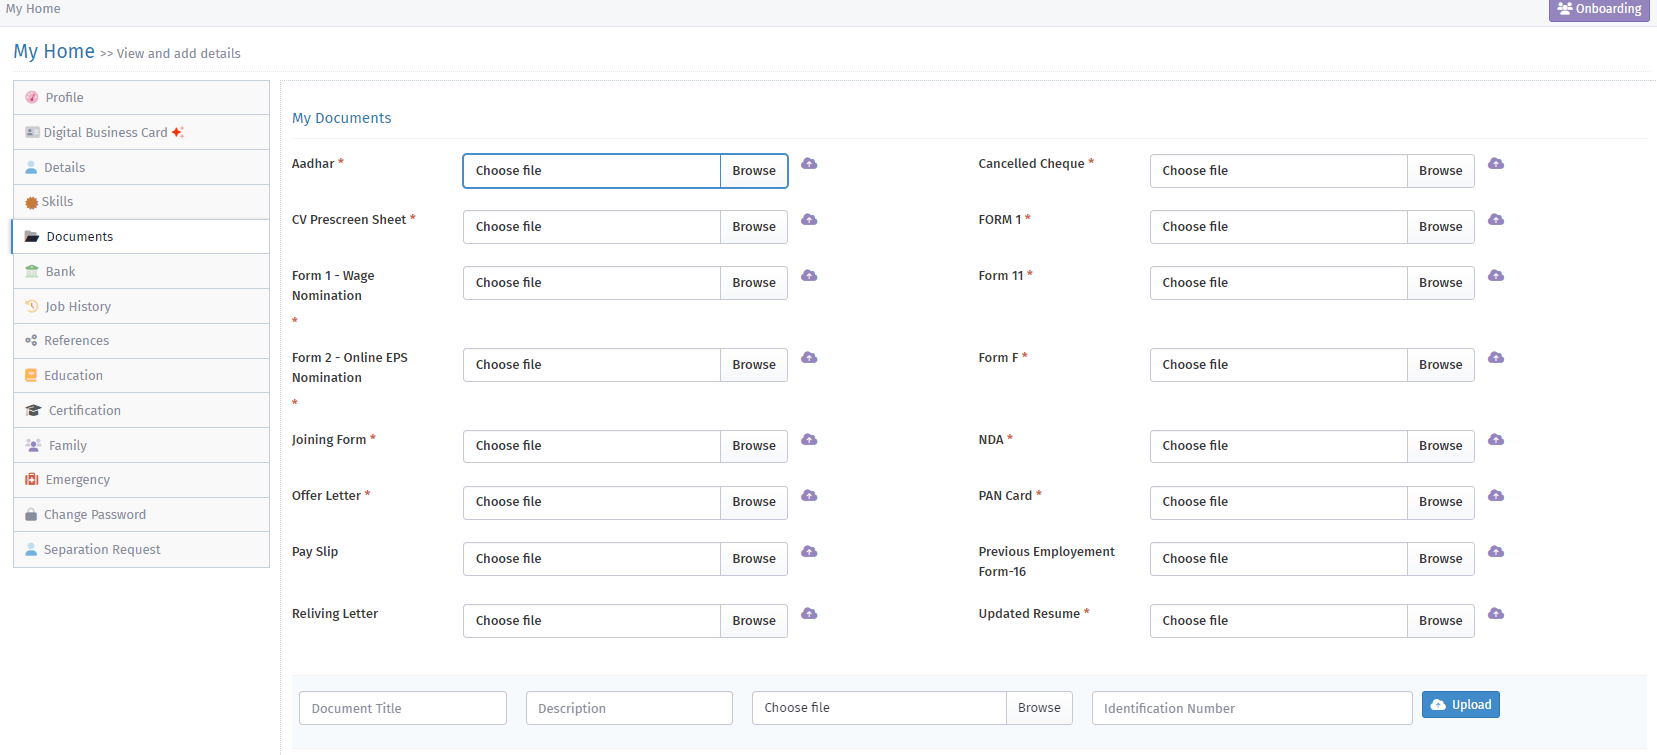 My Home
Onboarding
My Home >> View and add details
Profile
Digital Business Card
Details
Skills
Documents
Bank
Job History
References
Education
Certification
Family
Emergency
Change Password
Separation Request
My Documents
Aadhar * Choose file Browse
Cancelled Cheque * Choose file Browse
CV Prescreen Sheet * Choose file Browse
FORM 1 * Choose file Browse
Form 1 - Wage Choose file Browse
Nomination
*
Form 11 * Choose file Browse
Form 2 - Online EPS Choose file Browse
Nomination
*
Form F * Choose file Browse
Joining Form * Choose file Browse
NDA * Choose file Browse
Offer Letter * Choose file Browse
PAN Card * Choose file Browse
Pay Slip Choose file Browse
Previous Employement Choose file Browse
Form-16
Reliving Letter Choose file Browse
Updated Resume * Choose file Browse
Document Title Description Choose file Browse Identification Number Upload